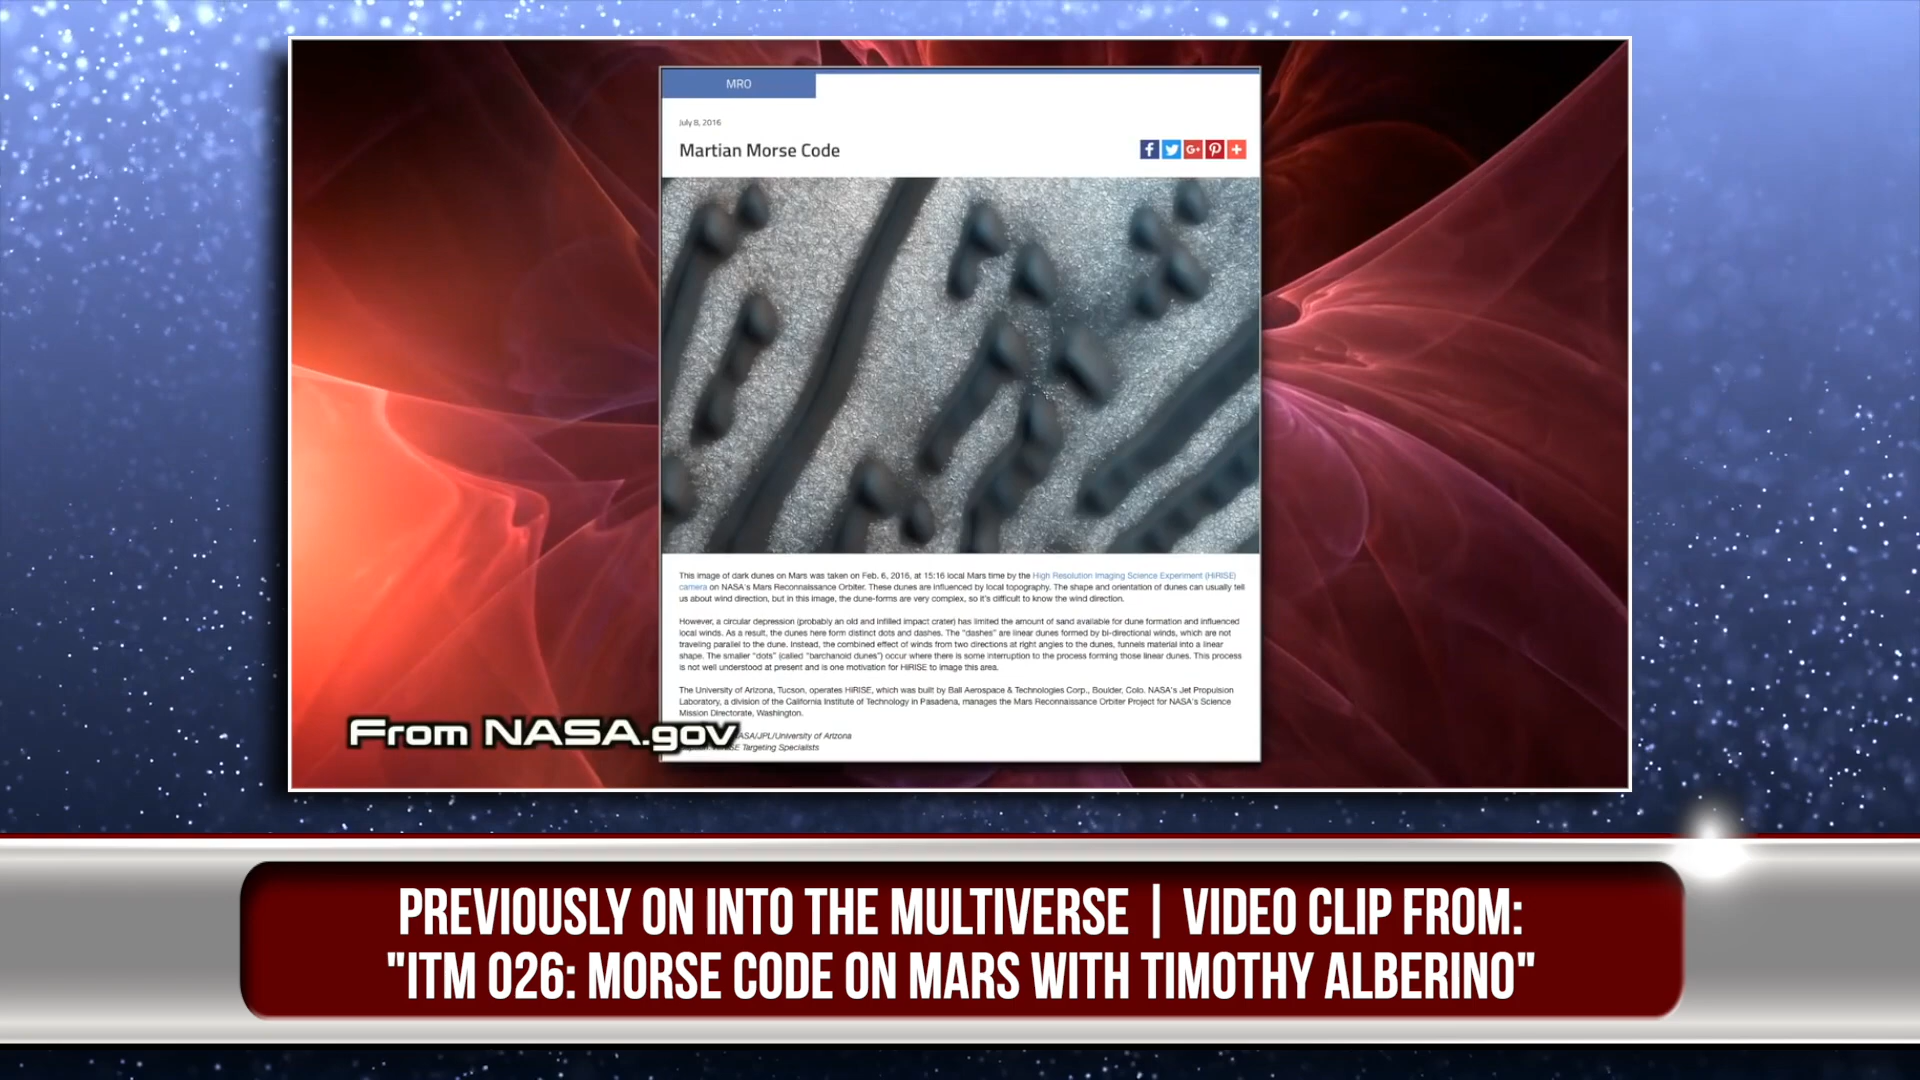 MRO
July 8, 2016
Martian Morse Code
This image of dark dunes on Mars was taken on Feb. 6, 2016, at 15:16 local Mars time by the High Resolution Imaging Science Experiment (HiRISE)
camera on NASA's Mars Reconnaissance Orbiter. These dunes are influenced by local topography. The shape and orientation of dunes can usually tell
us about wind direction, but in this image, the dune-forms are very complex, so it's difficult to know the wind direction.
However, a circular depression (probably an old and infilled impact crater) has limited the amount of sand available for dune formation and influenced
local winds. As a result, the dunes here form distinct dots and dashes. The "dashes" are linear dunes formed by bi-directional winds, which are not
traveling parallel to the dune. Instead, the combined effect of winds from two directions at right angles to the dunes, funnels material into a linear
shape. The smaller "dots" (called "barchanoid dunes") occur where there is some interruption to the process forming those linear dunes. This process
is not well understood at present and is one motivation for HiRISE to image this area.
The University of Arizona, Tucson, operates HiRISE, which was built by Ball Aerospace & Technologies Corp., Boulder, Colo. NASA's Jet Propulsion
Laboratory, a division of the California Institute of Technology in Pasadena, manages the Mars Reconnaissance Orbiter Project for NASA's Science
Mission Directorate, Washington.
From NASA.gov
/JPL/University of Arizona
Targeting Specialists
PREVIOUSLY ON INTO THE MULTIVERSE | VIDEO CLIP FROM:
"ITM 026: MORSE CODE ON MARS WITH TIMOTHY ALBERINO"